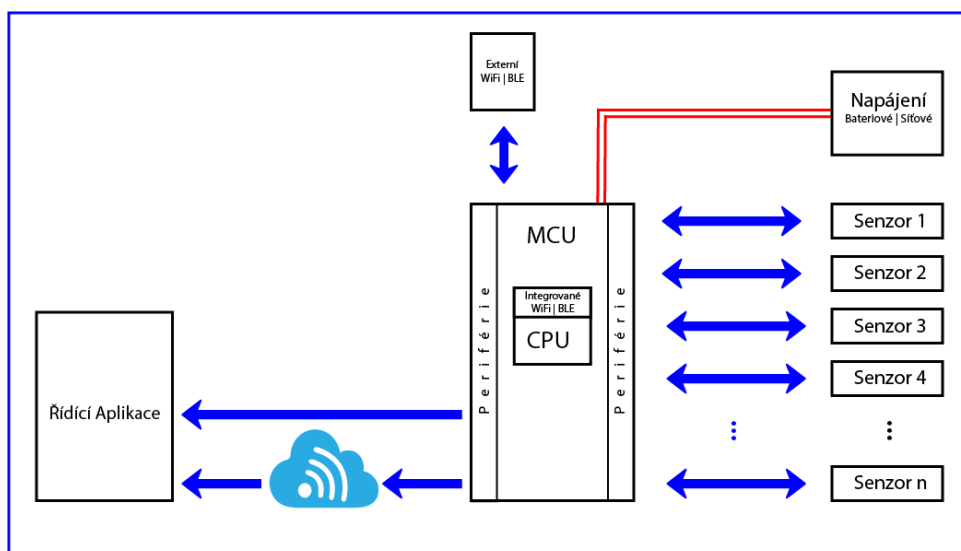 Externí
WiFi | BLE
Napájení
Bateriové | Síťové
MCU
Integrované
WiFi | BLE
CPU
Periférie
Periférie
Senzor 1
Senzor 2
Senzor 3
Senzor 4
Senzor n
Řídící Aplikace